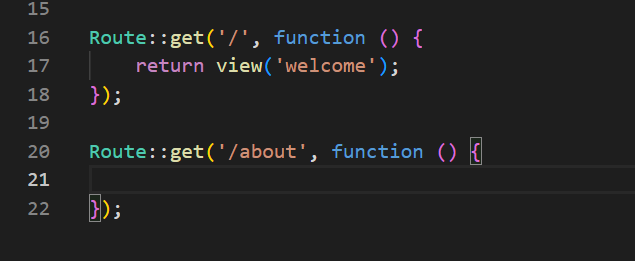 15
16 Route::get('/', function () {
17     return view('welcome');
18 });
19
20 Route::get('/about', function () {
21
22 });